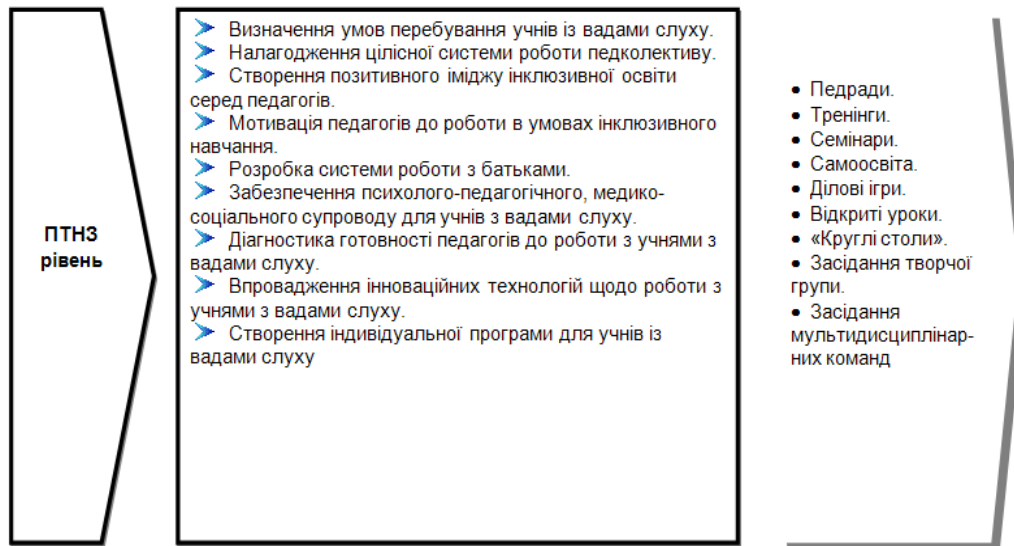 ПТНЗ
рівень
➤ Визначення умов перебування учнів із вадами слуху.
➤ Налагодження цілісної системи роботи педколективу.
➤ Створення позитивного іміджу інклюзивної освіти
серед педагогів.
➤ Мотивація педагогів до роботи в умовах інклюзивного
навчання.
➤ Розробка системи роботи з батьками.
➤ Забезпечення психолого-педагогічного, медико-
соціального супроводу для учнів з вадами слуху.
➤ Діагностика готовності педагогів до роботи з учнями з
вадами слуху.
➤ Впровадження інноваційних технологій щодо роботи з
учнями з вадами слуху.
➤ Створення індивідуальної програми для учнів із
вадами слуху
• Педради.
• Тренінги.
• Семінари.
• Самоосвіта.
• Ділові ігри.
• Відкриті уроки.
• «Круглі столи».
• Засідання творчої
групи.
• Засідання
мультидисциплінар-
них команд